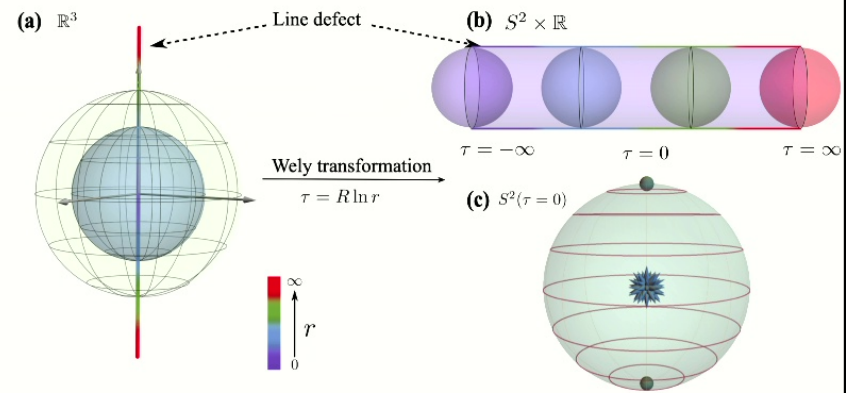 (a) ℝ³
Line defect
(b) S² × ℝ
τ = −∞
τ = 0
τ = ∞
Wely transformation
τ = R ln r
(c) S²(τ = 0)
∞
r
0